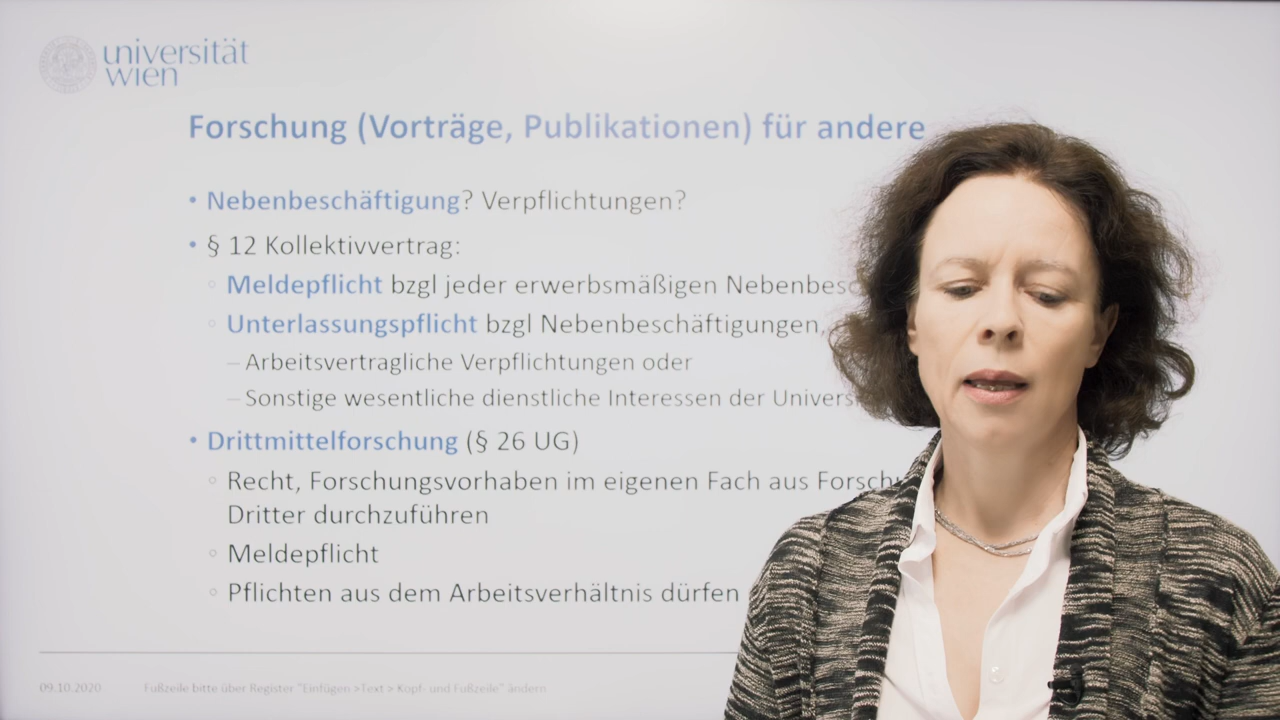 universität
wien
Forschung (Vorträge, Publikationen) für andere
• Nebenbeschäftigung? Verpflichtungen?
• § 12 Kollektivvertrag:
◦ Meldepflicht bzgl jeder erwerbsmäßigen
◦ Unterlassungspflicht bzgl Nebenbeschäftigungen,
– Arbeitsvertragliche Verpflichtungen oder
– Sonstige wesentliche dienstliche Interessen der
• Drittmittelforschung (§ 26 UG)
◦ Recht, Forschungsvorhaben im eigenen Fach aus
Dritter durchzuführen
◦ Meldepflicht
◦ Pflichten aus dem Arbeitsverhältnis dürfen
09.10.2020 Fußzeile bitte über Register "Einfügen >Text > Kopf- und Fußzeile" ändern